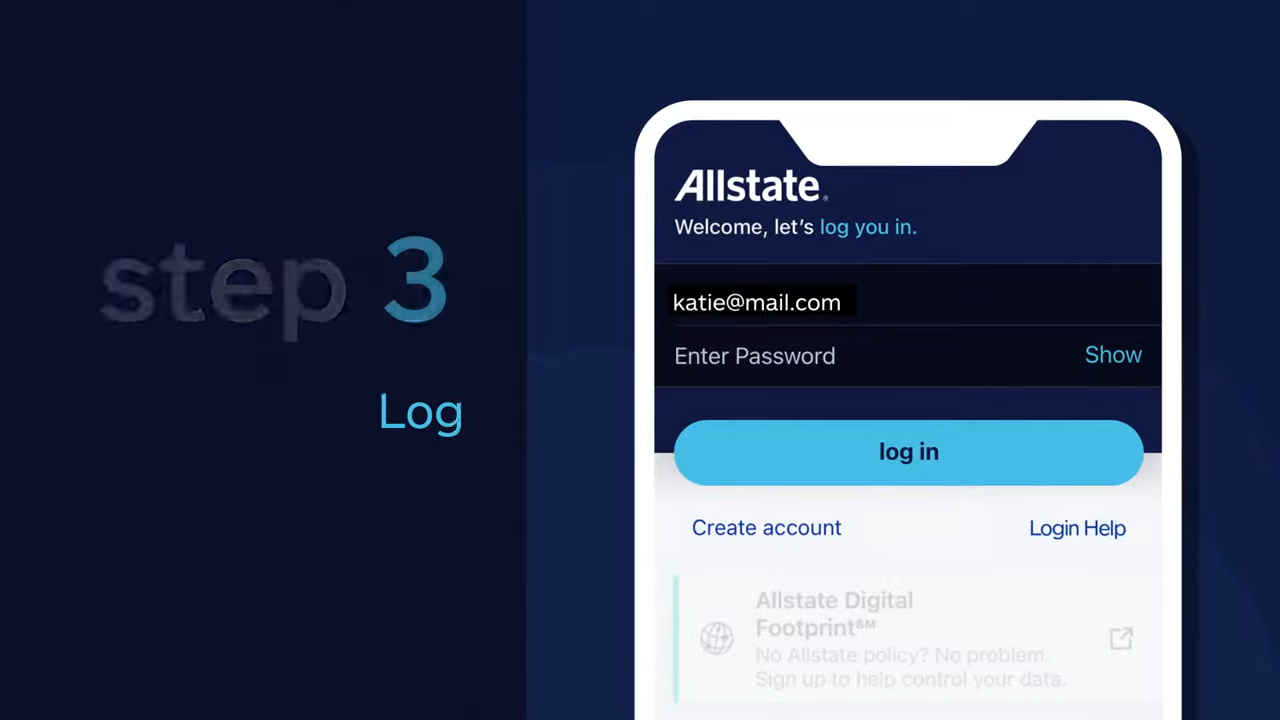 step 3
Log
Allstate®
Welcome, let's log you in.
katie@mail.com
Enter Password
Show
log in
Create account
Login Help
Allstate Digital
Footprint℠
No Allstate policy? No problem.
Sign up to help control your data.